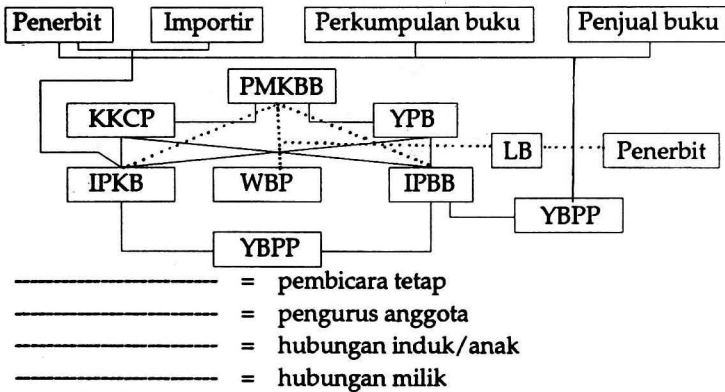 Penerbit Importir Perkumpulan buku Penjual buku
PMKBB
KKCP YPB
LB Penerbit
IPKB WBP IPBB
YBPP
YBPP
= pembicara tetap
= pengurus anggota
= hubungan induk/anak
= hubungan milik